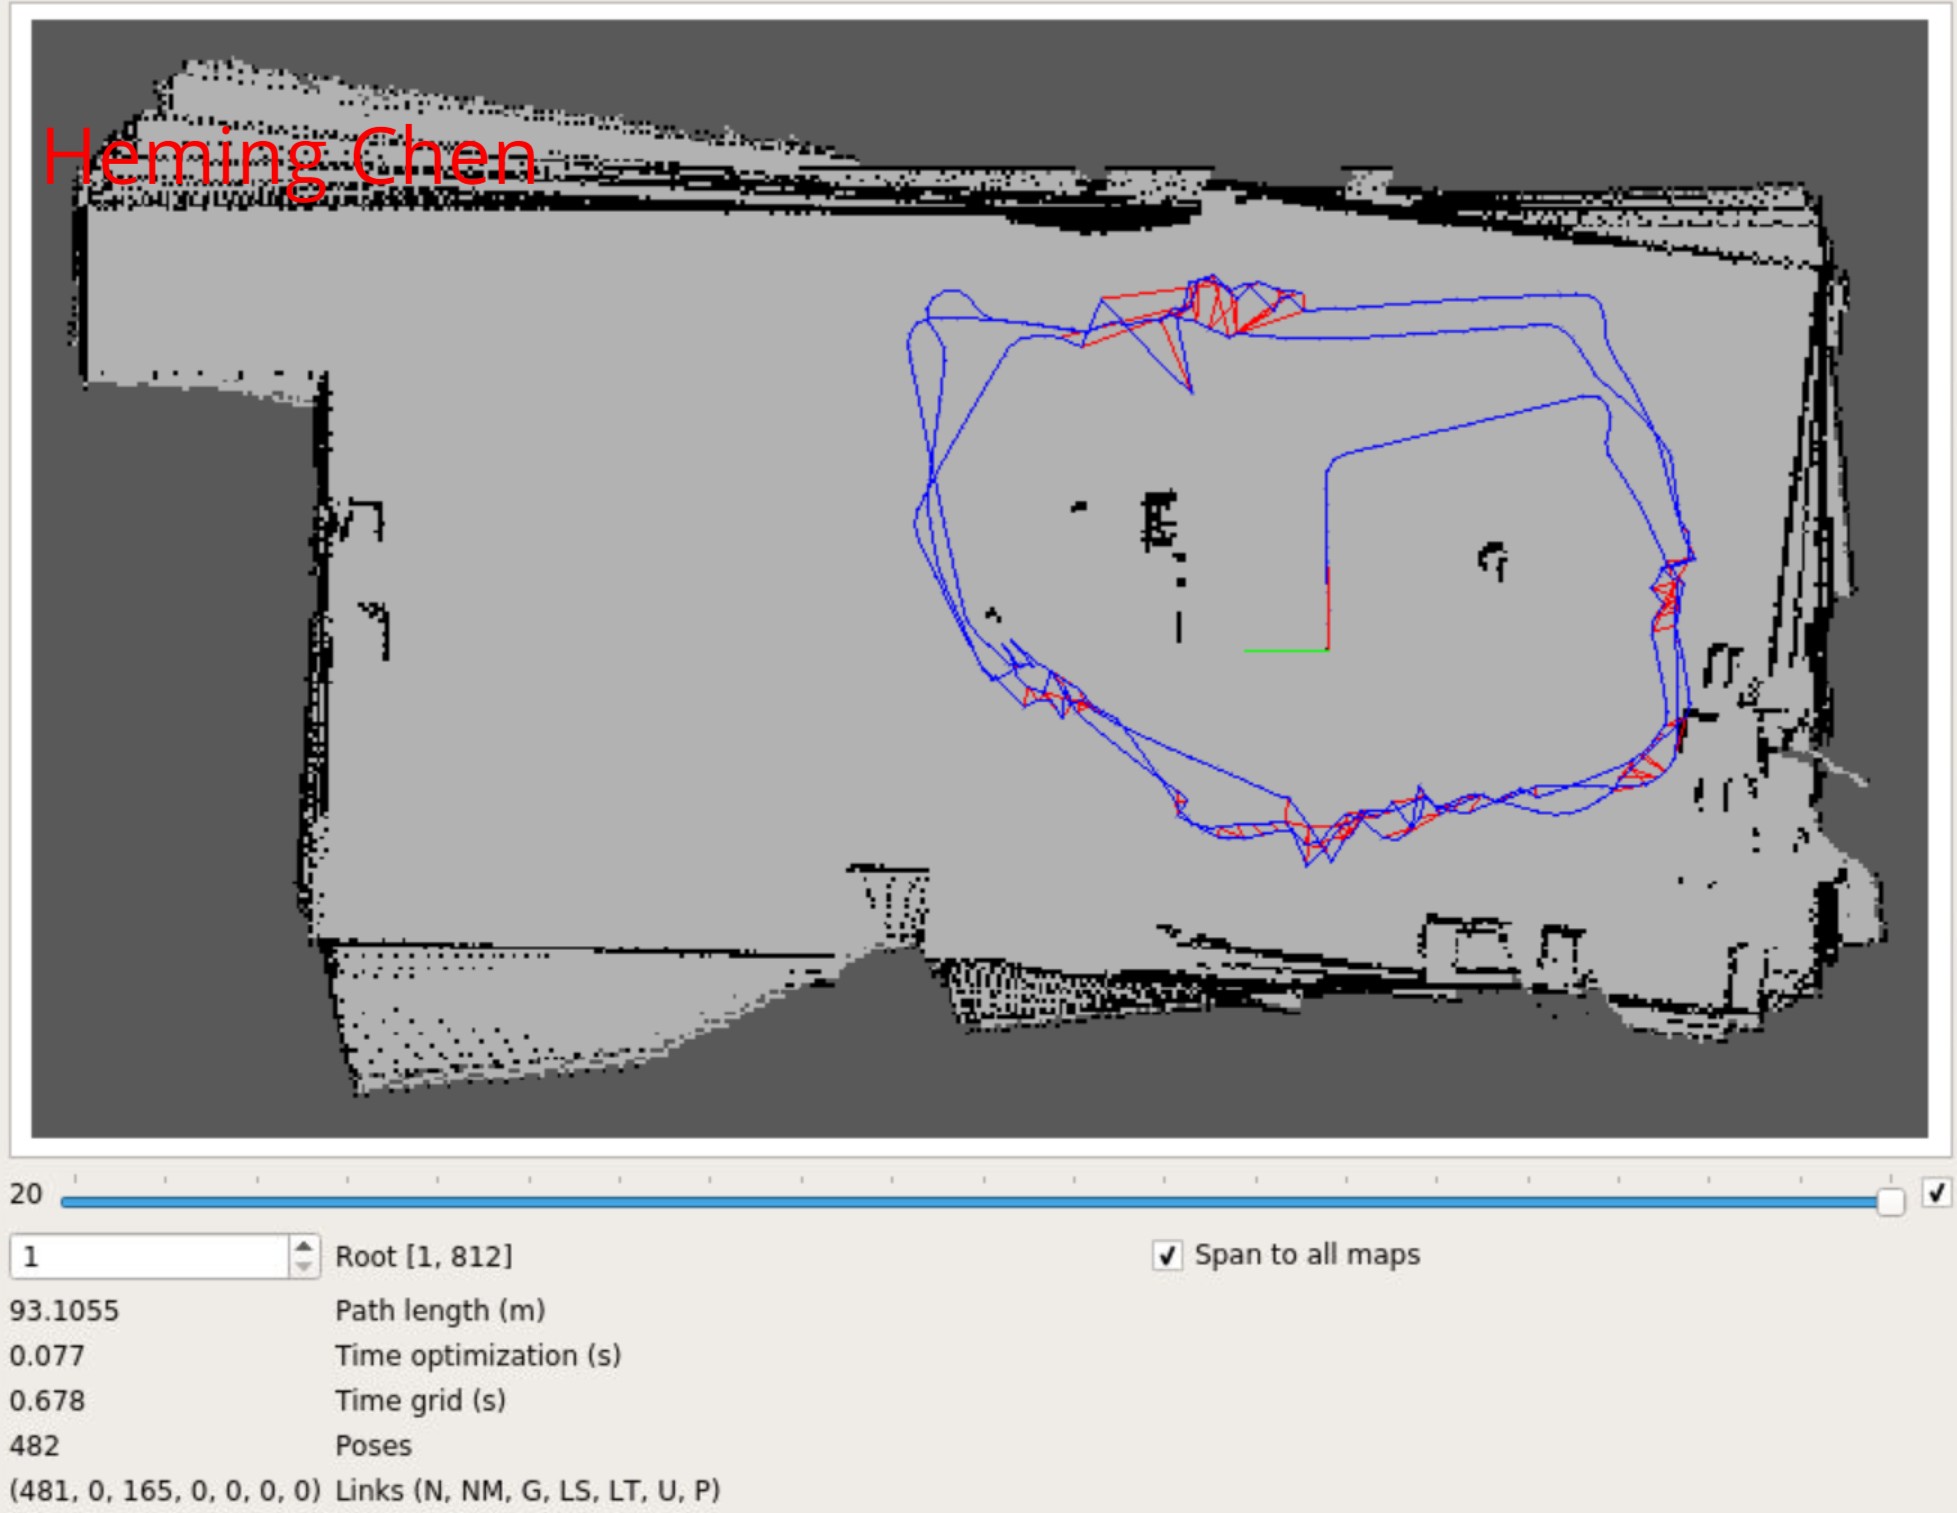 Heming Chen
20
1 Root [1, 812] Span to all maps
93.1055 Path length (m)
0.077 Time optimization (s)
0.678 Time grid (s)
482 Poses
(481, 0, 165, 0, 0, 0, 0) Links (N, NM, G, LS, LT, U, P)